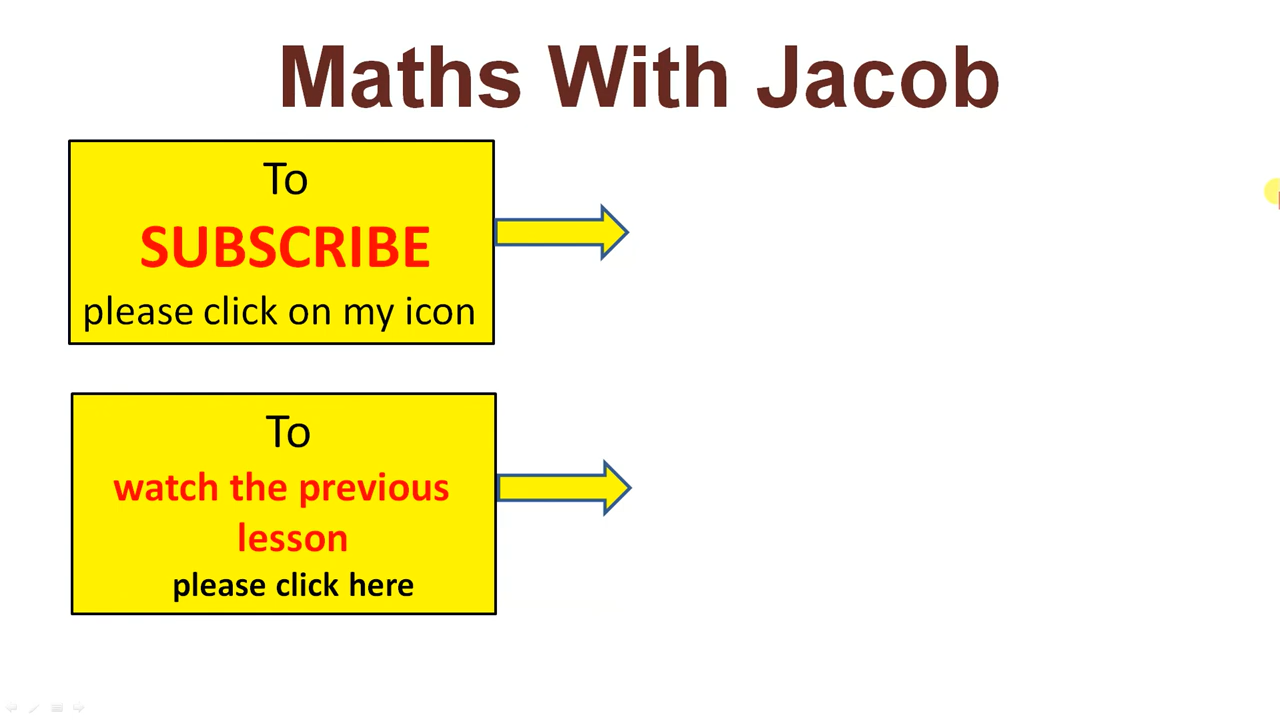 Maths With Jacob
To
SUBSCRIBE
please click on my icon
To
watch the previous
lesson
please click here